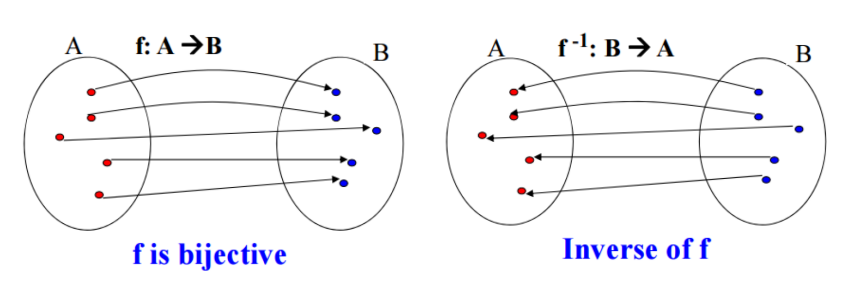 A
f: A →B
B
f is bijective
A
f -1: B → A
B
Inverse of f